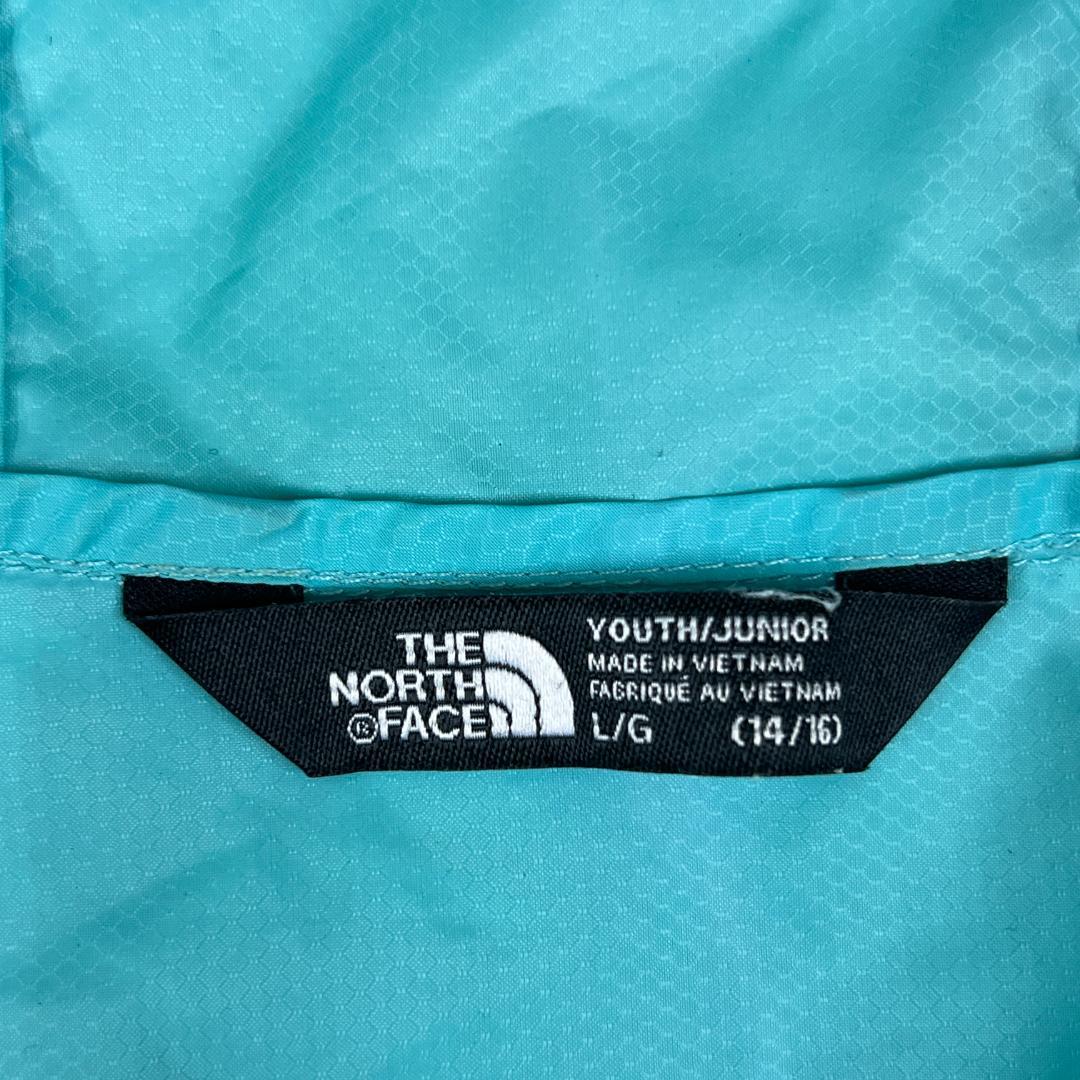 THE
NORTH
®FACE
YOUTH/JUNIOR
MADE IN VIETNAM
FABRIQUÉ AU VIETNAM
L/G (14/16)